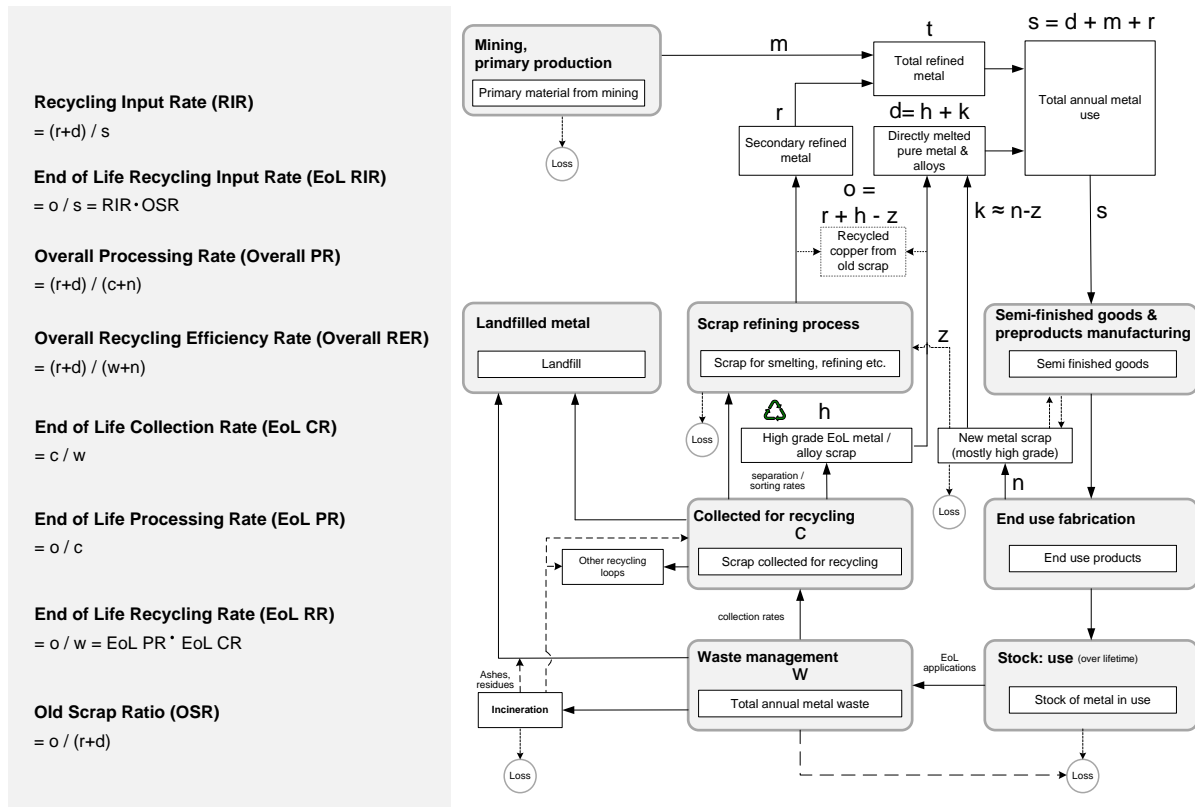 Recycling Input Rate (RIR)
= (r+d) / s
End of Life Recycling Input Rate (EoL RIR)
= o / s = RIR·OSR
Overall Processing Rate (Overall PR)
= (r+d) / (c+n)
Overall Recycling Efficiency Rate (Overall RER)
= (r+d) / (w+n)
End of Life Collection Rate (EoL CR)
= c / w
End of Life Processing Rate (EoL PR)
= o / c
End of Life Recycling Rate (EoL RR)
= o / w = EoL PR · EoL CR
Old Scrap Ratio (OSR)
= o / (r+d)
Mining,
primary production
Primary material from mining
Loss
m
t
Total refined
metal
s = d + m + r
Total annual metal
use
r
Secondary refined
metal
d= h + k
Directly melted
pure metal &
alloys
o =
r + h - z
Recycled
copper from
old scrap
k ≈ n-z
s
Landfilled metal
Landfill
Scrap refining process
Scrap for smelting, refining etc.
Loss
z
Semi-finished goods &
preproducts manufacturing
Semi finished goods
h
High grade EoL metal /
alloy scrap
New metal scrap
(mostly high grade)
separation /
sorting rates
n
Loss
Collected for recycling
c
Scrap collected for recycling
Other recycling
loops
End use fabrication
End use products
collection rates
Waste management
w
Total annual metal waste
EoL
applications
Stock: use (over lifetime)
Stock of metal in use
Ashes,
residues
Incineration
Loss
Loss